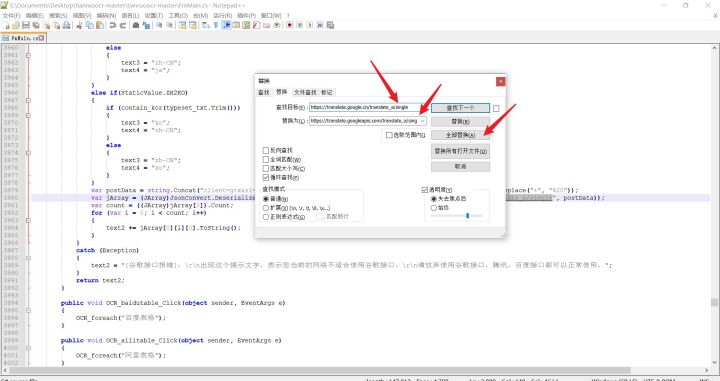 C:\Documents\Desktop\tianruoocr-master\tianruoocr-master\FmMain.cs - Notepad++
文件(F) 编辑(E) 搜索(S) 视图(V) 编码(N) 语言(L) 设置(T) 工具(O) 宏(M) 运行(R) 插件(P) 窗口(W) ?
FmMain.cs
3960 else
3961 {
3962 text3 = "zh-CN";
3963 text4 = "ja";
3964 }
3965 }
3966 else if(StaticValue.ZH2KO)
3967 {
3968 if (contain_kor(typeset_txt.Trim()))
3969 {
3970 text3 = "ko";
3971 text4 = "zh-CN";
3972 }
3973 else
3974 {
3975 text3 = "zh-CN";
3976 text4 = "ko";
3977 }
3978 }
3979 var postData = string.Concat("client=gtx&sl= place("+", "%20"));
3980 var jArray = (JArray)JsonConvert.Deserialize ate_a/single", postData));
3981 var count = ((JArray)jArray[0]).Count;
3982 for (var i = 0; i < count; i++)
3983 {
3984 text2 += jArray[0][i][0].ToString();
3985 }
3986 }
3987 catch (Exception)
3988 {
3989 text2 = "[谷歌接口报错]：\r\n出现这个提示文字，表示您当前的网络不适合使用谷歌接口，\r\n请放弃使用谷歌接口，腾讯，百度接口都可以正常使用。";
3990 }
3991 return text2;
3992 }
3993
3994 public void OCR_baidutable_Click(object sender, EventArgs e)
3995 {
3996 OCR_foreach("百度表格");
3997 }
3998
3999 public void OCR_ailitable_Click(object sender, EventArgs e)
4000 {
4001 OCR_foreach("阿里表格");
4002 }
替换
查找 替换 文件查找 标记
查找目标(F)： https://translate.google.cn/translate_a/single 查找下一个
替换为(L)： https://translate.googleapis.com/translate_a/sing 替换(R)
选取范围内(I) 全部替换(A)
反向查找 替换所有打开文件(O)
全词匹配(W)
匹配大小写(C) 取消
循环查找(P)
查找模式 透明度(Y)
普通(N) 失去焦点后
扩展(X) (\n, \r, \t, \0, \x...) 始终
正则表达式(G) 匹配新行